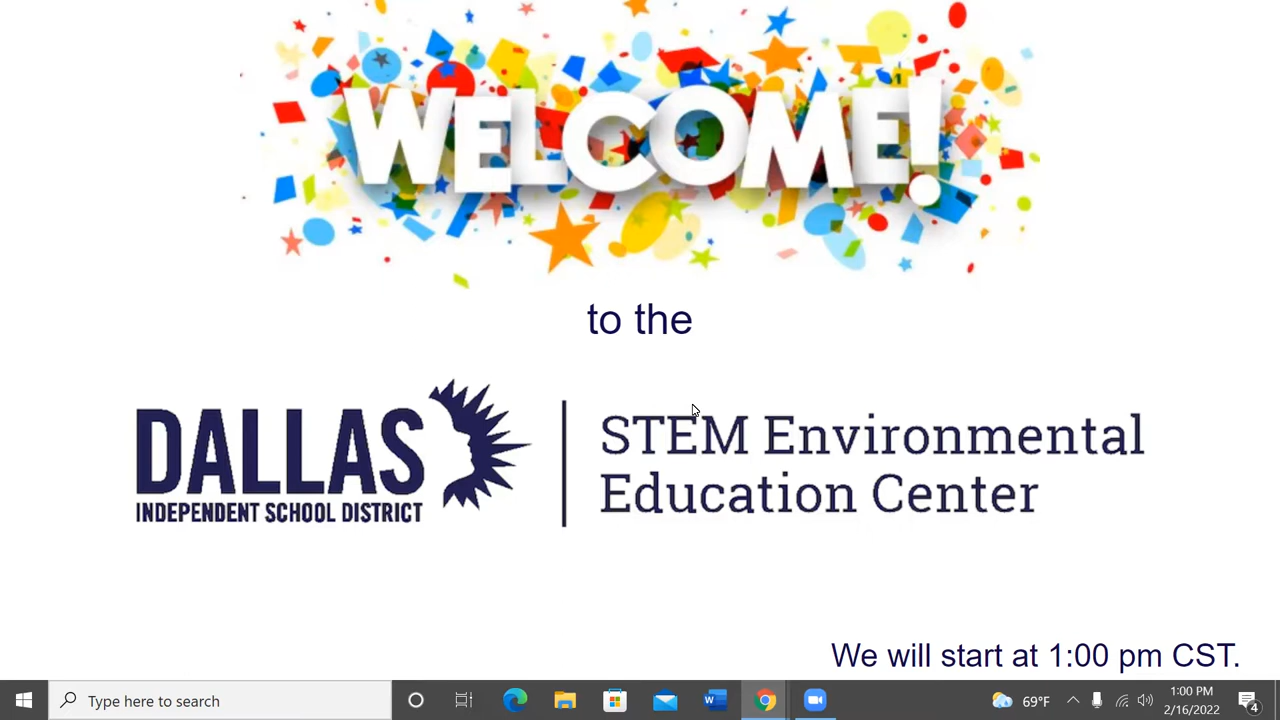 WELCOME!
to the
DALLAS
INDEPENDENT SCHOOL DISTRICT
STEM Environmental
Education Center
We will start at 1:00 pm CST.
Type here to search
69°F
1:00 PM
2/16/2022
4